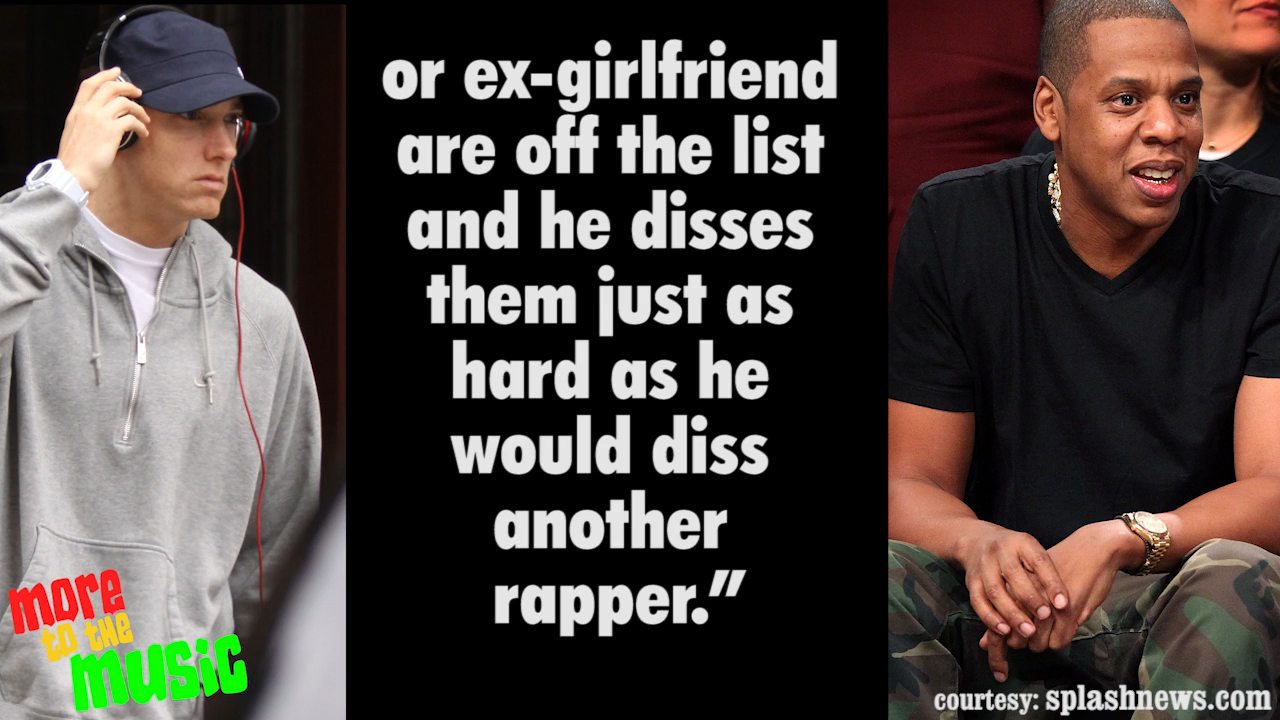 or ex-girlfriend
are off the list
and he disses
them just as
hard as he
would diss
another
rapper.”
more
to the
music
courtesy: splashnews.com